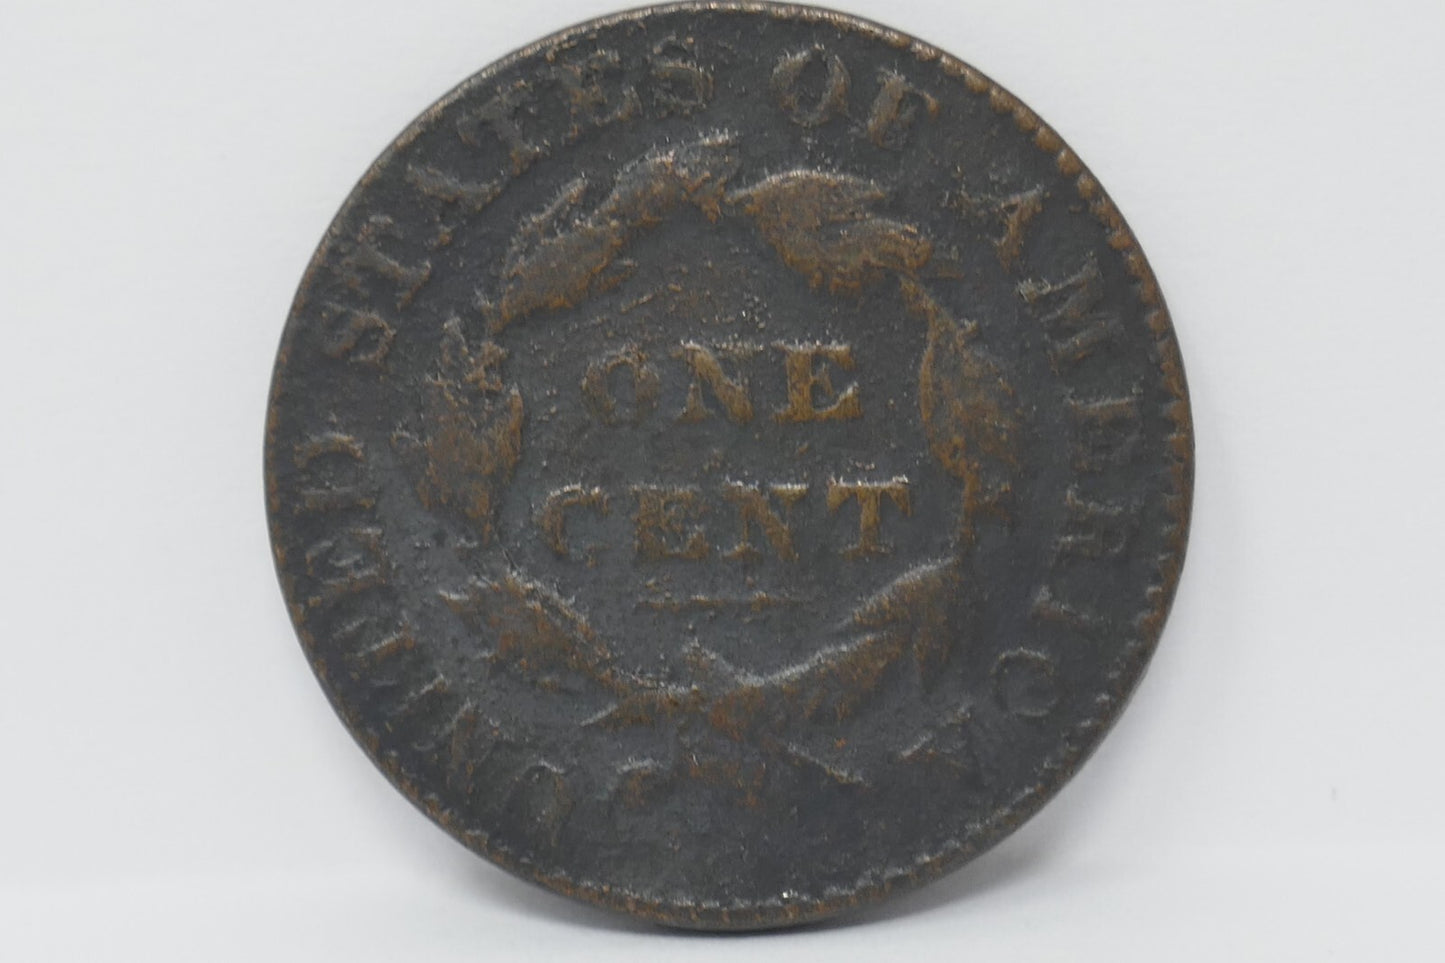 UNITED STATES OF AMERICA
ONE
CENT